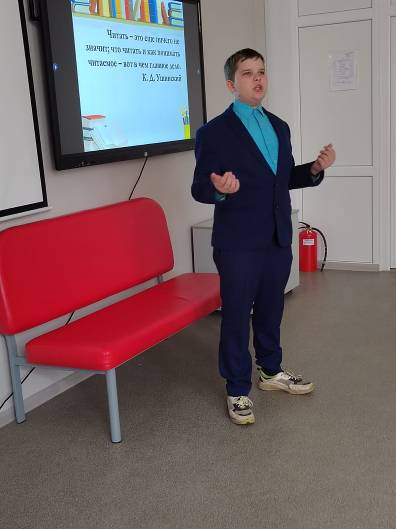 Читать – это еще ничего не
значит; что читать и как понимать
читаемое – вот в чем главное дело.
К. Д. Ушинский